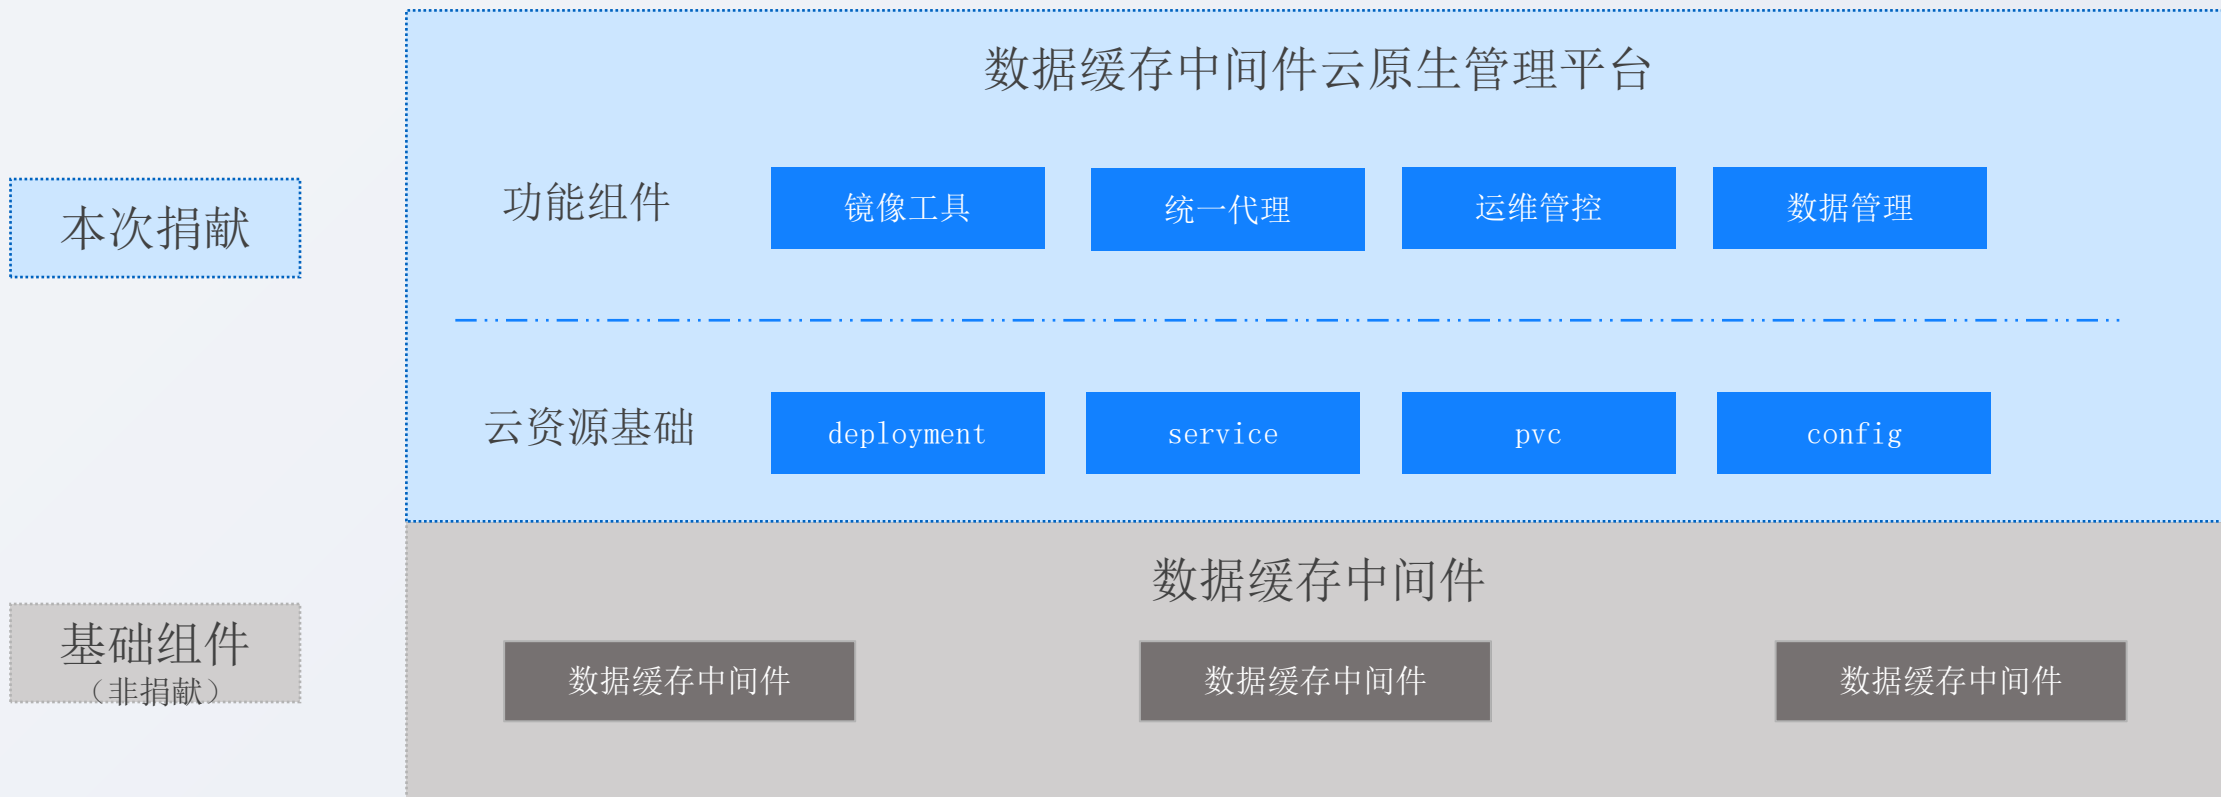 数据缓存中间件云原生管理平台
本次捐献
功能组件
镜像工具
统一代理
运维管控
数据管理
云资源基础
deployment
service
pvc
config
数据缓存中间件
基础组件
（非捐献）
数据缓存中间件
数据缓存中间件
数据缓存中间件